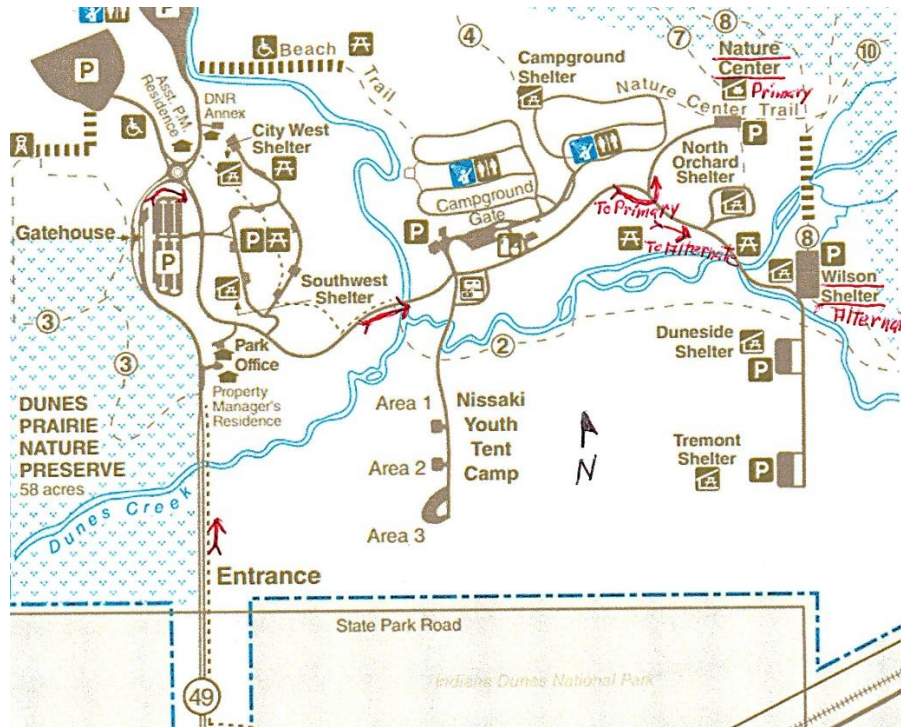 P
Asst. P.M.
Residence
DNR
Annex
City West
Shelter
P
Gatehouse
P
Southwest
Shelter
3
3
Park
Office
Property
Manager's
Residence
DUNES
PRAIRIE
NATURE
PRESERVE
58 acres
Dunes Creek
Entrance
49
State Park Road
Indiana Dunes National Park
Beach
Trail
4
Campground
Shelter
7
8
10
Nature
Center
Primary
Nature Center Trail
P
North
Orchard
Shelter
Campground
Gate
P
To Primary
To Alternate
8
P
Wilson
Shelter
Alternat
2
Duneside
Shelter
P
Tremont
Shelter
P
Area 1
Area 2
Area 3
Nissaki
Youth
Tent
Camp
N